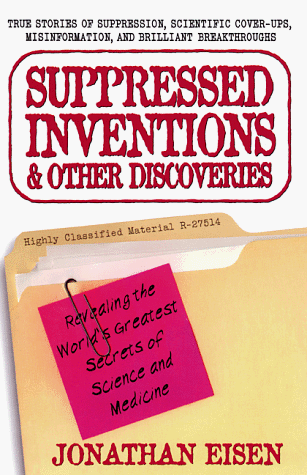 TRUE STORIES OF SUPPRESSION, SCIENTIFIC COVER-UPS,
MISINFORMATION, AND BRILLIANT BREAKTHROUGHS
SUPPRESSED
INVENTIONS
& OTHER DISCOVERIES
Highly Classified Material R-27514
Revealing the
World's Greatest
Secrets of
Science and
Medicine
JONATHAN EISEN